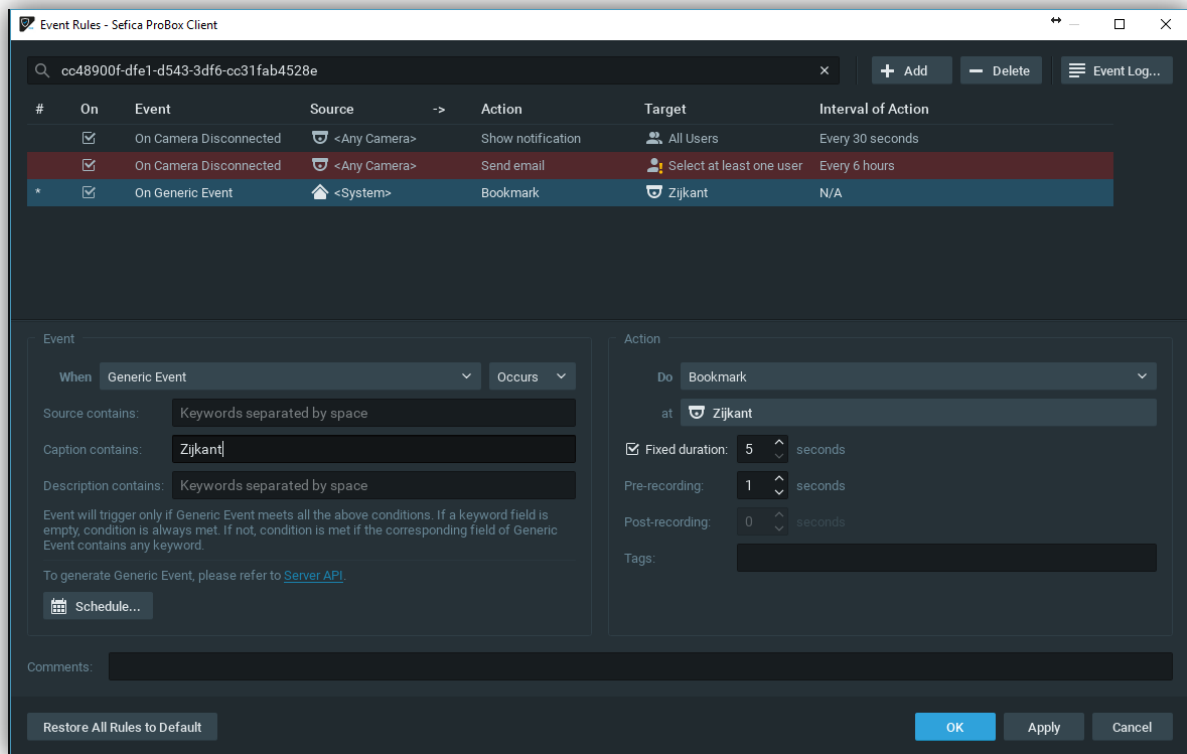 Event Rules - Sefica ProBox Client
cc48900f-dfe1-d543-3df6-cc31fab4528e
Add
Delete
Event Log...
# On Event Source -> Action Target Interval of Action
On Camera Disconnected <Any Camera> Show notification All Users Every 30 seconds
On Camera Disconnected <Any Camera> Send email Select at least one user Every 6 hours
* On Generic Event <System> Bookmark Zijkant N/A
Event
When Generic Event Occurs
Source contains: Keywords separated by space
Caption contains: Zijkant
Description contains: Keywords separated by space
Event will trigger only if Generic Event meets all the above conditions. If a keyword field is
empty, condition is always met. If not, condition is met if the corresponding field of Generic
Event contains any keyword.
To generate Generic Event, please refer to Server API.
Schedule...
Action
Do Bookmark
at Zijkant
Fixed duration: 5 seconds
Pre-recording: 1 seconds
Post-recording: 0 seconds
Tags:
Comments:
Restore All Rules to Default
OK
Apply
Cancel